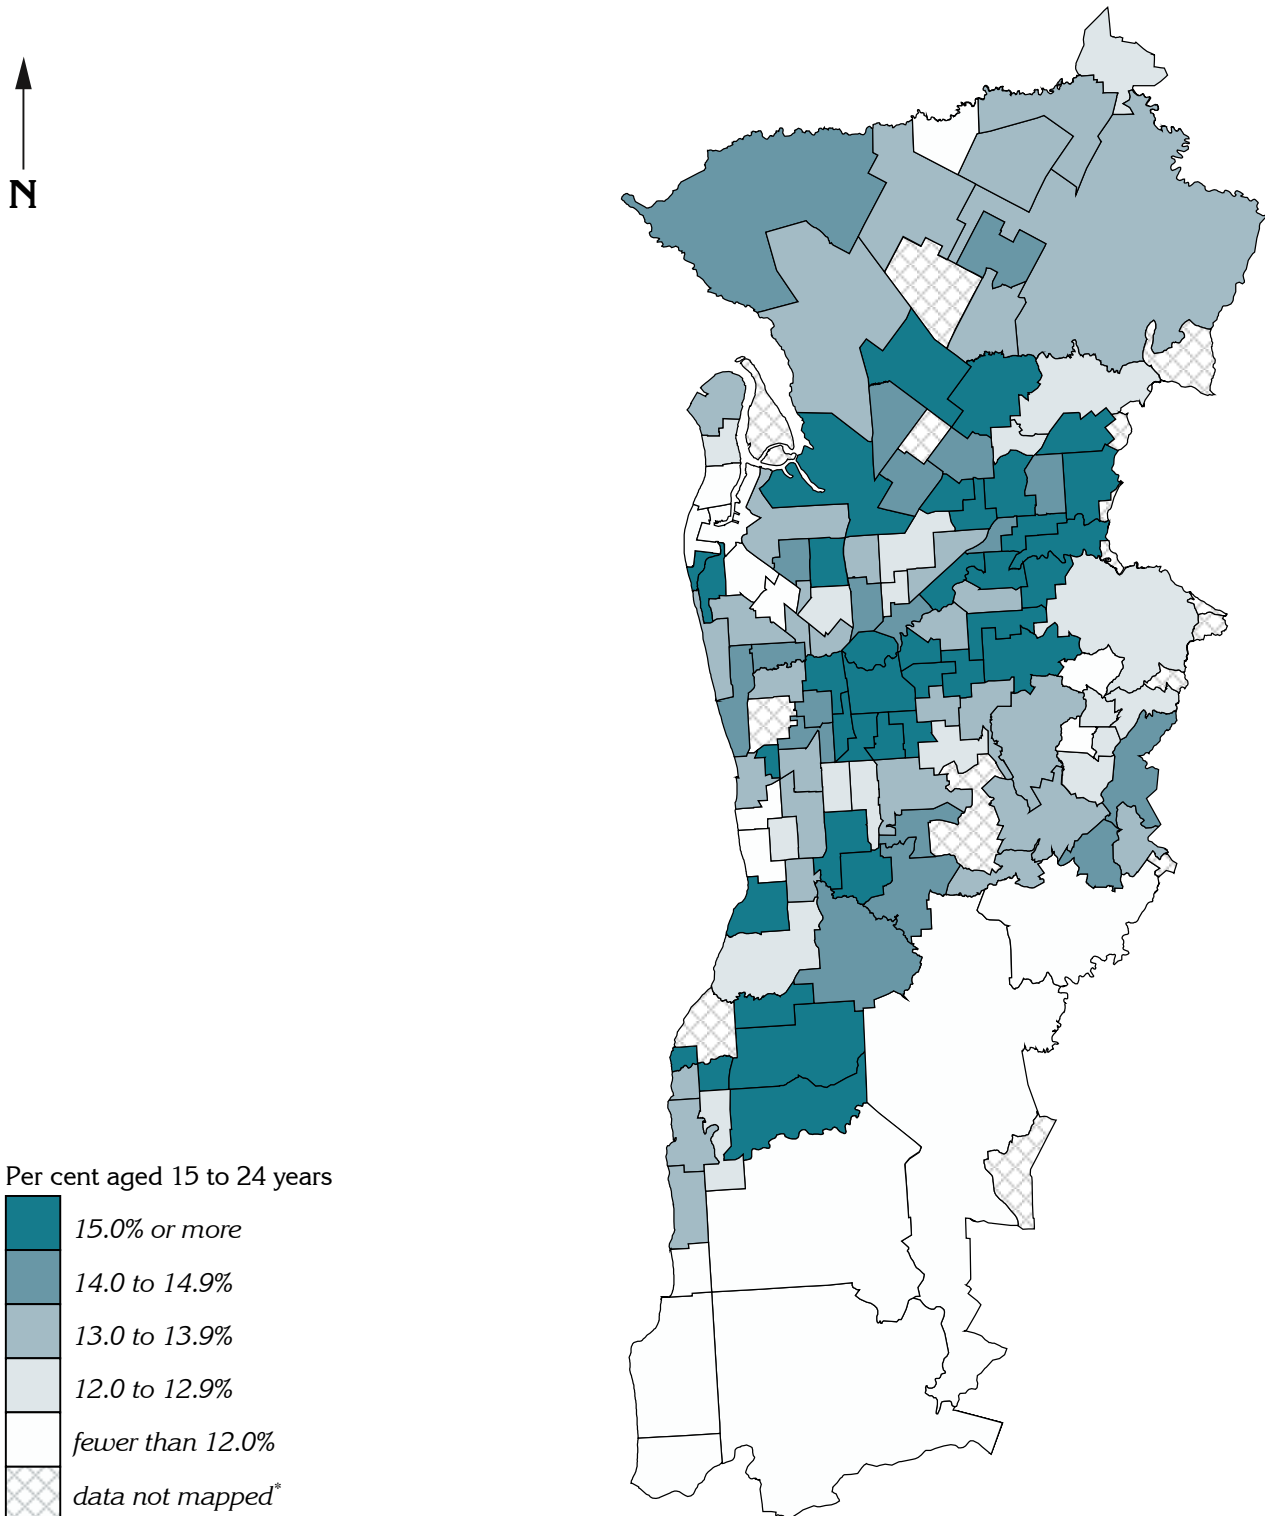 N
Per cent aged 15 to 24 years
15.0% or more
14.0 to 14.9%
13.0 to 13.9%
12.0 to 12.9%
fewer than 12.0%
data not mapped*